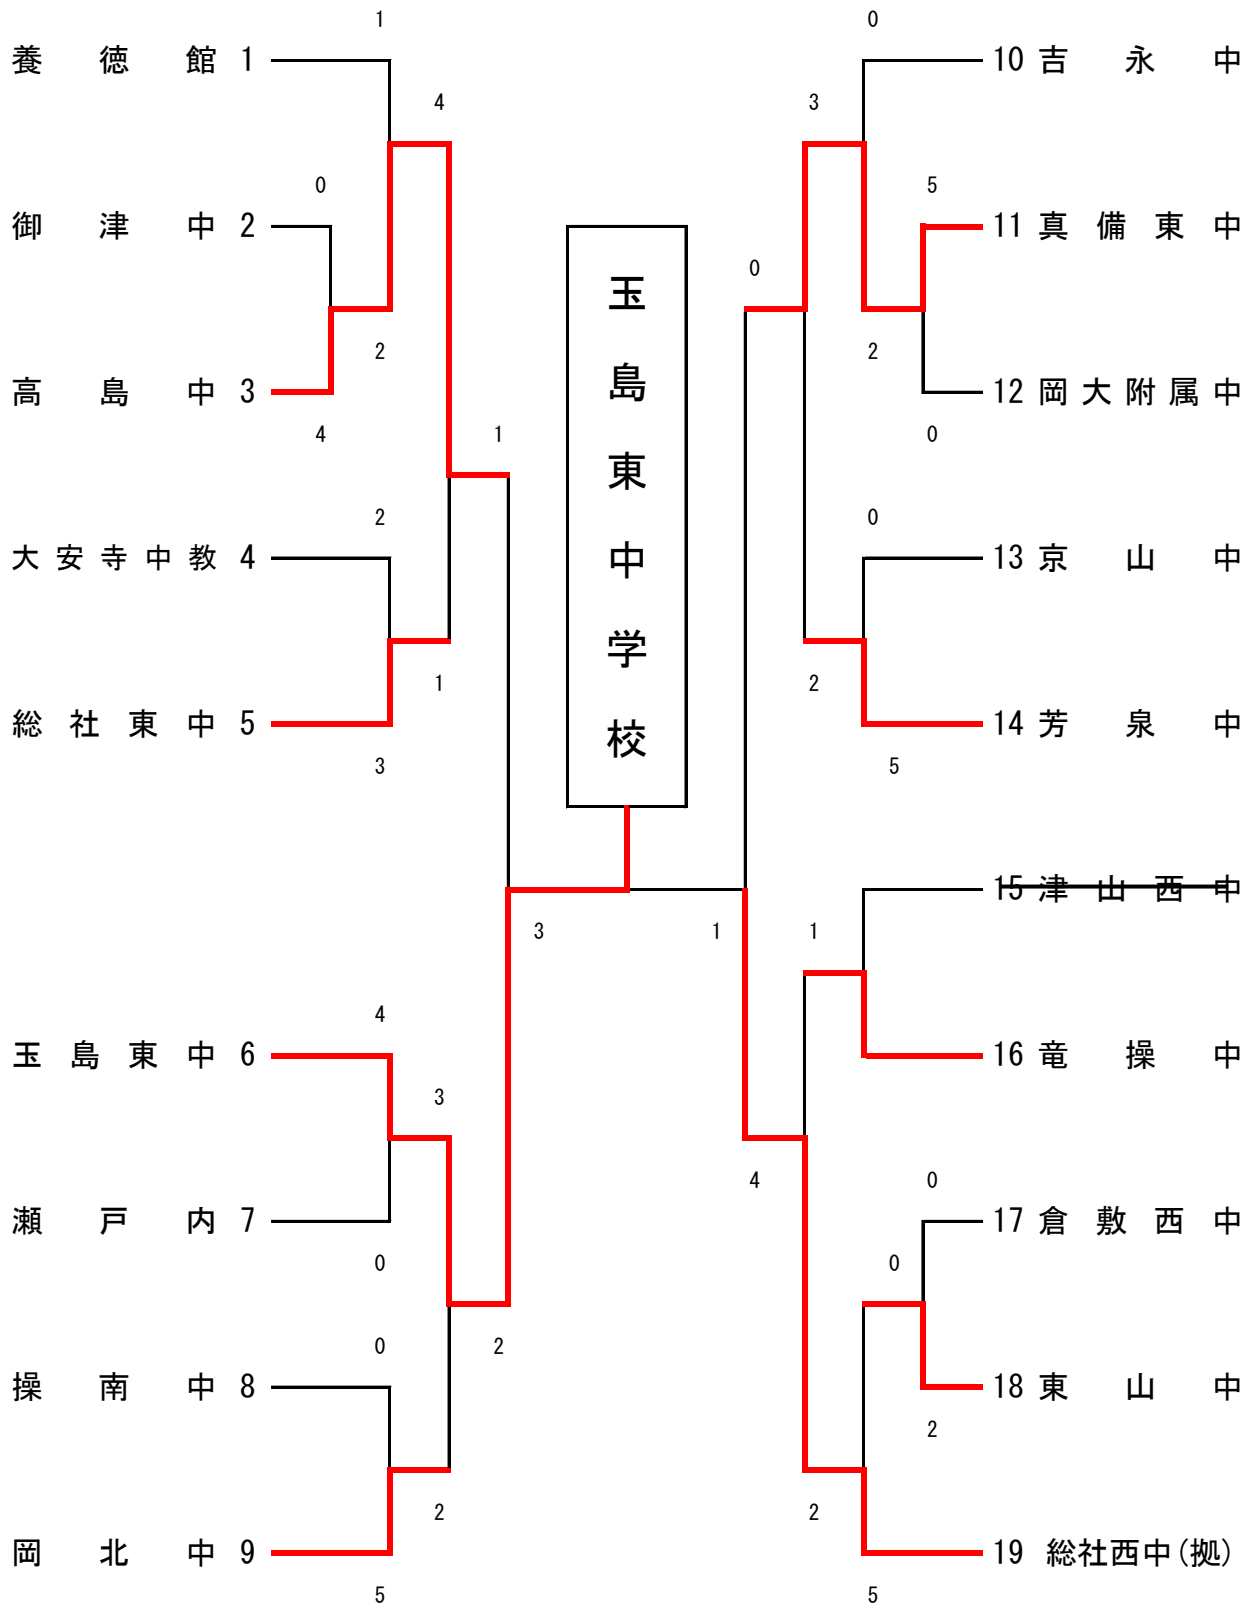 1
養徳館 1
4
0
御津中 2
2
高島中 3
4
1
2
大安寺中教 4
1
総社東中 5
3
3
4
玉島東中 6
3
瀬戸内 7
0
0
2
操南中 8
2
岡北中 9
5
玉島東中学校
0
10 吉永中
3
5
0
11 真備東中
2
12 岡大附属中
0
0
13 京山中
2
14 芳泉中
5
15 津山西中
1
1
16 竜操中
4
0
17 倉敷西中
0
18 東山中
2
2
19 総社西中(拠)
5